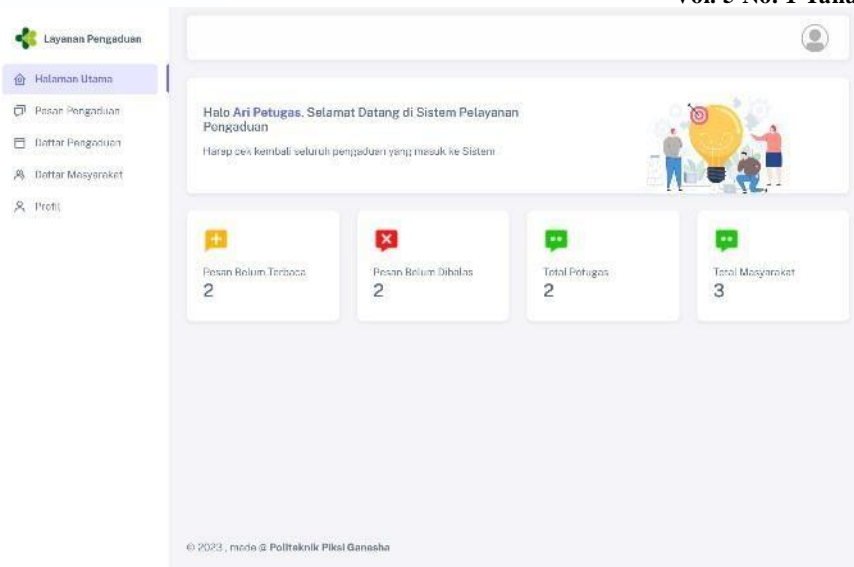 Vol. 5 No. 1
Layanan Pengaduan
Halaman Utama
Pesan Pengaduan
Daftar Pengaduan
Daftar Masyarakat
Profil
Halo Ari Petugas, Selamat Datang di Sistem Pelayanan
Pengaduan
Harap cek kembali seluruh pengaduan yang masuk ke Sistem
Pesan Belum Terbaca
2
Pesan Belum Dibalas
2
Total Petugas
2
Total Masyarakat
3
© 2023 , made @ Politeknik Piksi Ganesha